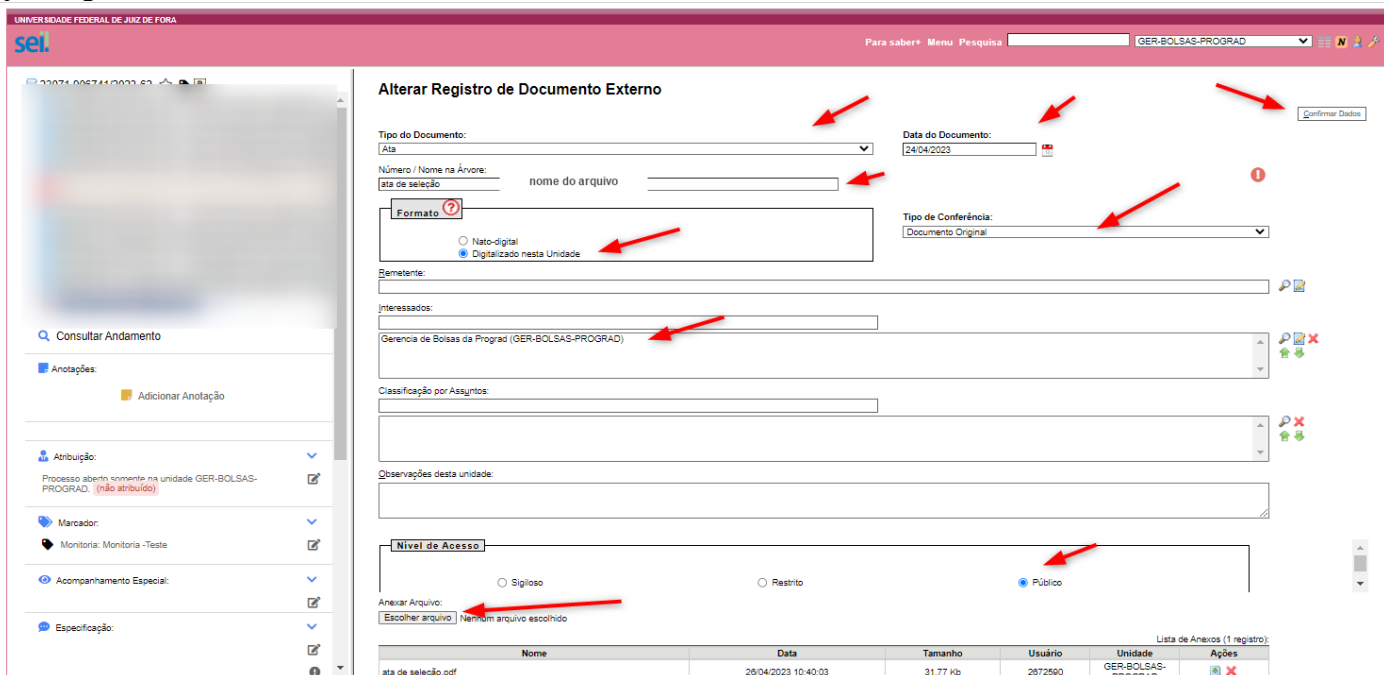 UNIVERSIDADE FEDERAL DE JUIZ DE FORA
sei.
Para saber+ Menu Pesquisa
GER-BOLSAS-PROGRAD
N
Alterar Registro de Documento Externo
Confirmar Dados
Tipo do Documento:
Ata
Data do Documento:
24/04/2023
Número / Nome na Árvore:
ata de seleção
nome do arquivo
Formato
Nato-digital
Digitalizado nesta Unidade
Tipo de Conferência:
Documento Original
Remetente:
Interessados:
Gerencia de Bolsas da Prograd (GER-BOLSAS-PROGRAD)
Classificação por Assuntos:
Observações desta unidade:
Nível de Acesso
Sigiloso
Restrito
Público
Anexar Arquivo:
Escolher arquivo Nenhum arquivo escolhido
Lista de Anexos (1 registro):
Nome Data Tamanho Usuário Unidade Ações
ata de seleção.pdf 26/04/2023 10:40:03 31.77 Kb 2672590 GER-BOLSAS-
Consultar Andamento
Anotações:
Adicionar Anotação
Atribuição:
Processo aberto somente na unidade GER-BOLSAS-
PROGRAD. (não atribuído)
Marcador:
Monitoria: Monitoria -Teste
Acompanhamento Especial:
Especificação: